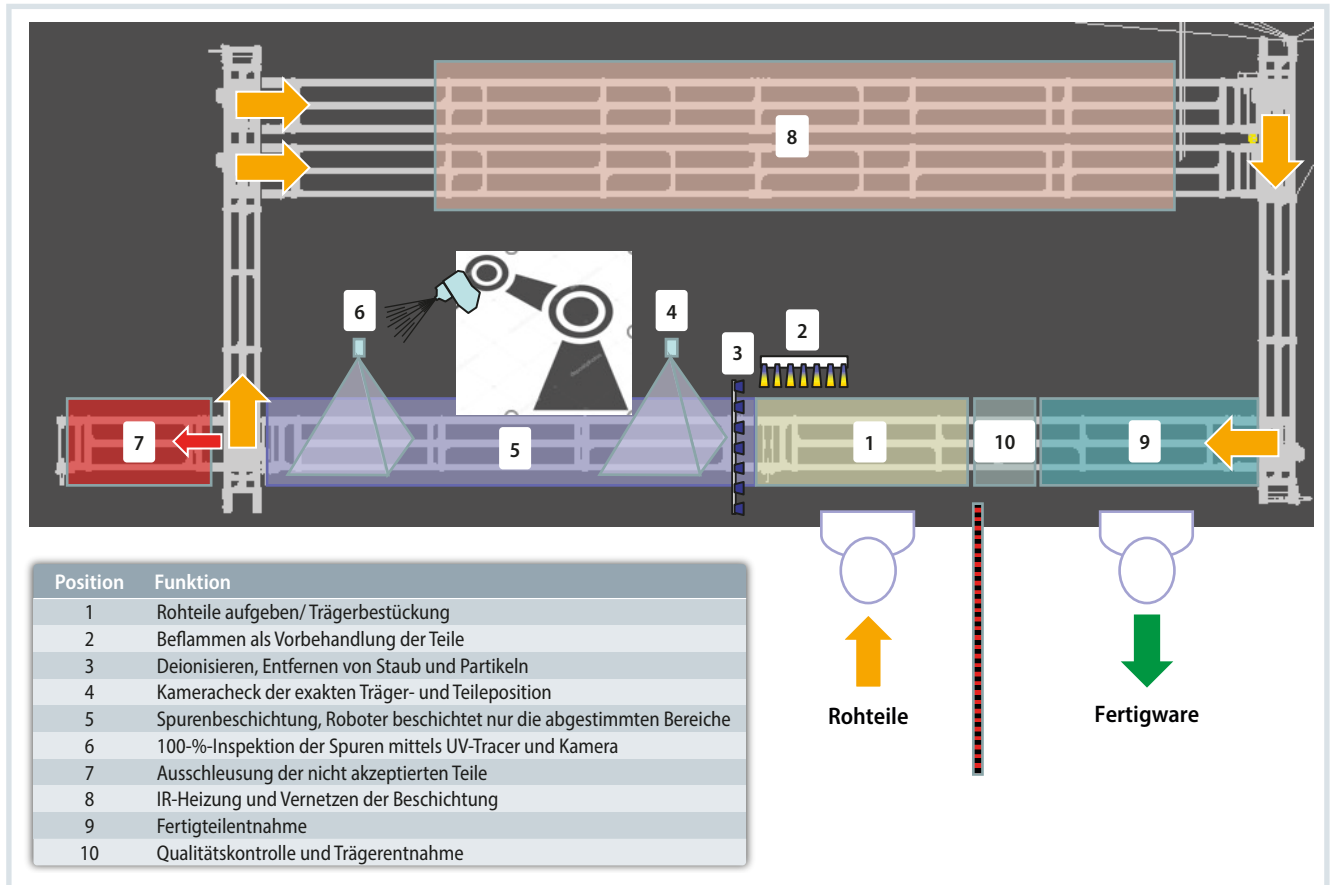 8
6
4
3
2
7
5
1
10
9
Rohteile
Fertigware
Position Funktion
1 Rohteile aufgeben/ Trägerbestückung
2 Beflammen als Vorbehandlung der Teile
3 Deionisieren, Entfernen von Staub und Partikeln
4 Kameracheck der exakten Träger- und Teileposition
5 Spurenbeschichtung, Roboter beschichtet nur die abgestimmten Bereiche
6 100-%-Inspektion der Spuren mittels UV-Tracer und Kamera
7 Ausschleusung der nicht akzeptierten Teile
8 IR-Heizung und Vernetzen der Beschichtung
9 Fertigteilentnahme
10 Qualitätskontrolle und Trägerentnahme